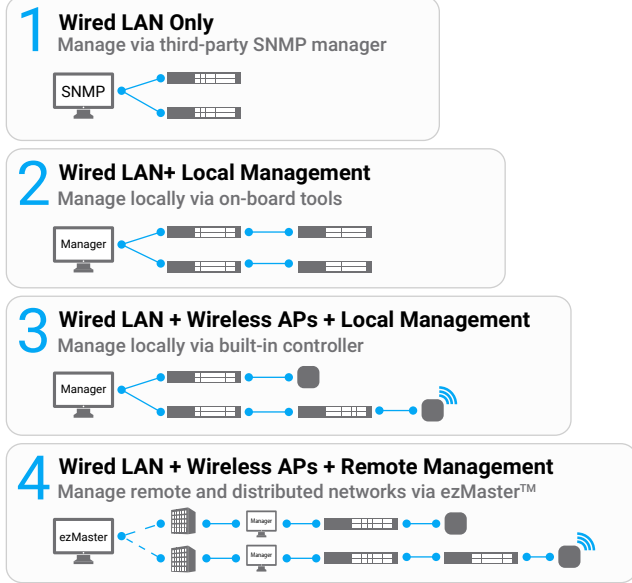 1 Wired LAN Only
Manage via third-party SNMP manager
SNMP
2 Wired LAN+ Local Management
Manage locally via on-board tools
Manager
3 Wired LAN + Wireless APs + Local Management
Manage locally via built-in controller
Manager
4 Wired LAN + Wireless APs + Remote Management
Manage remote and distributed networks via ezMaster™
Manager
ezMaster
Manager